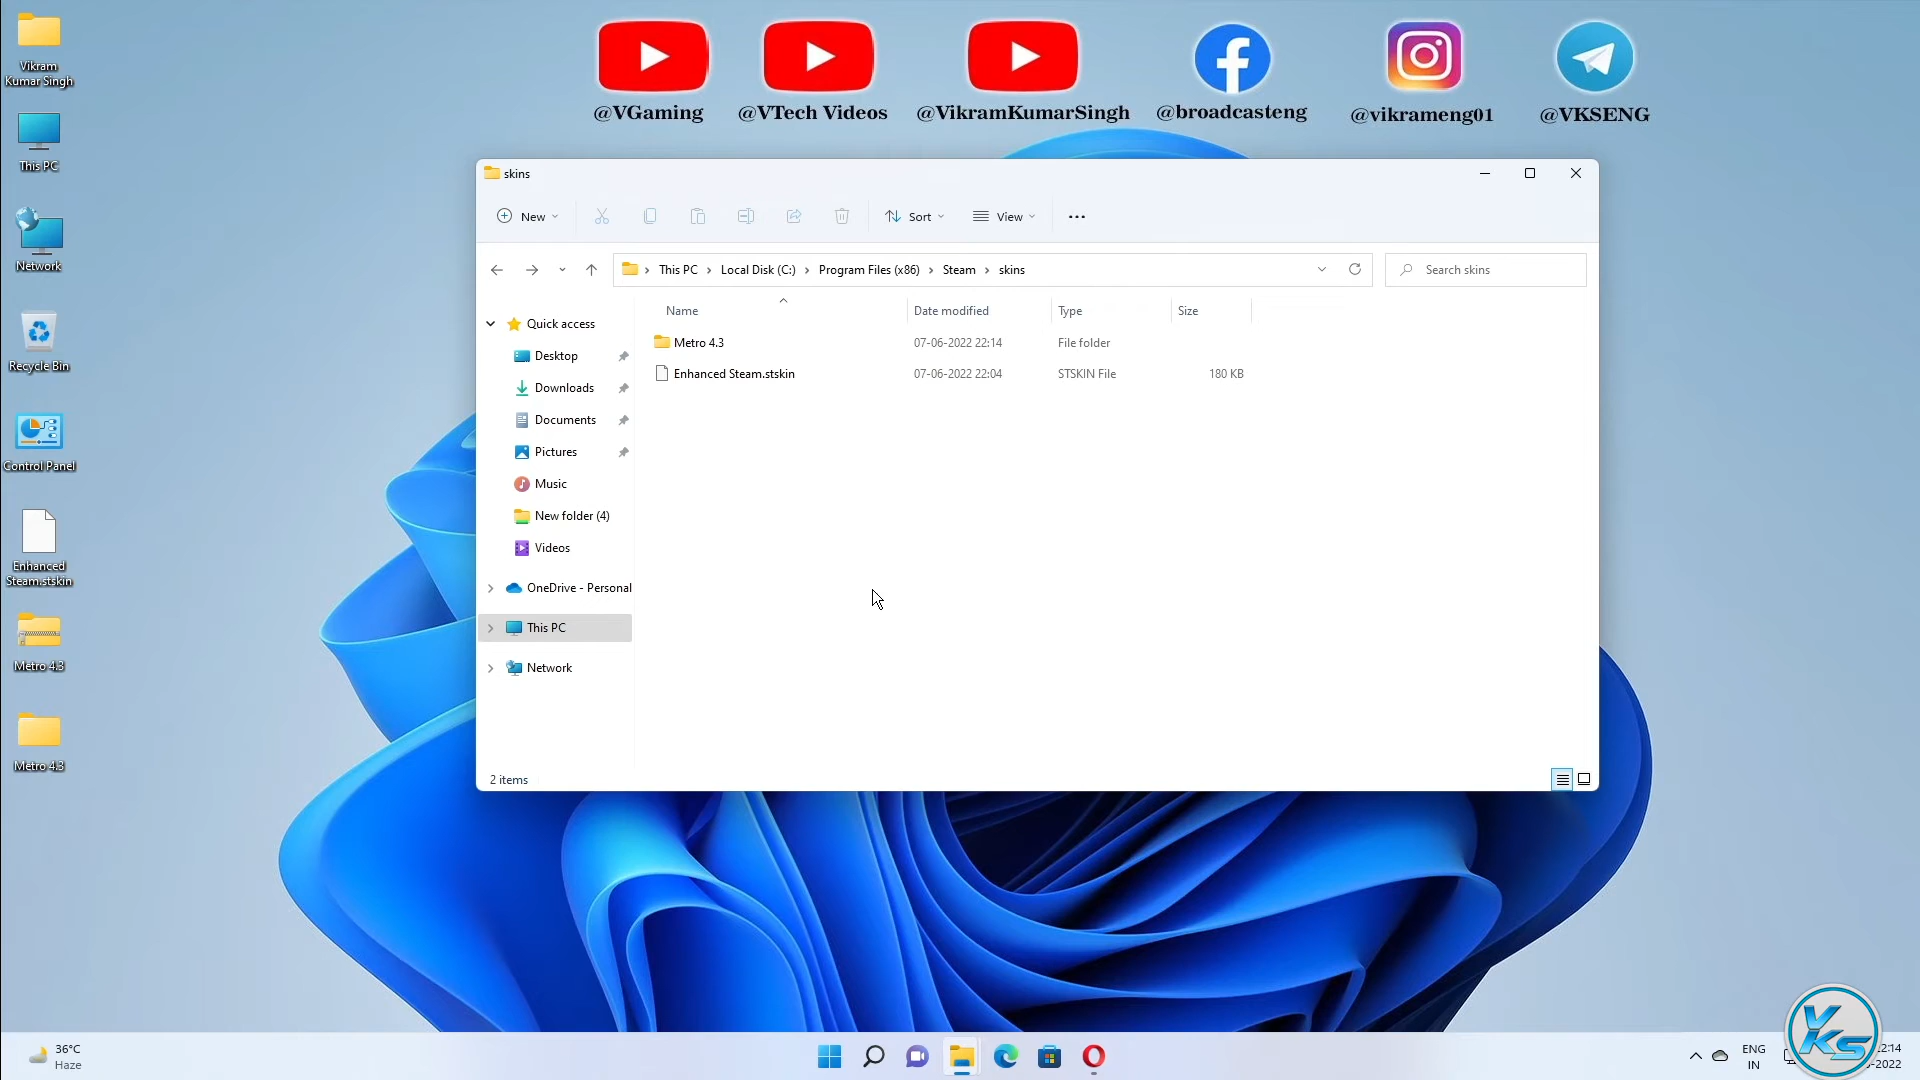 @VGaming
@VTech Videos
@VikramKumarSingh
@broadcasteng
@vikrameng01
@VKSENG
Vikram
Kumar Singh
This PC
Network
Recycle Bin
Control Panel
Enhanced
Steam.stskin
Metro 4.3
Metro 4.3
skins
New
Sort
View
This PC
Local Disk (C:)
Program Files (x86)
Steam
skins
Search skins
Name
Date modified
Type
Size
Metro 4.3
07-06-2022 22:14
File folder
Enhanced Steam.stskin
07-06-2022 22:04
STSKIN File
180 KB
Quick access
Desktop
Downloads
Documents
Pictures
Music
New folder (4)
Videos
OneDrive - Personal
This PC
Network
2 items
36°C
Haze
ENG
IN
VKS